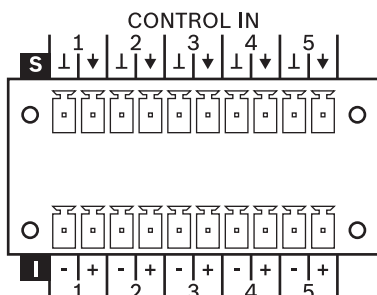 CONTROL IN
1 2 3 4 5
S ⊥ ↓ ⊥ ↓ ⊥ ↓ ⊥ ↓ ⊥ ↓
I - + - + - + - + - +
1 2 3 4 5